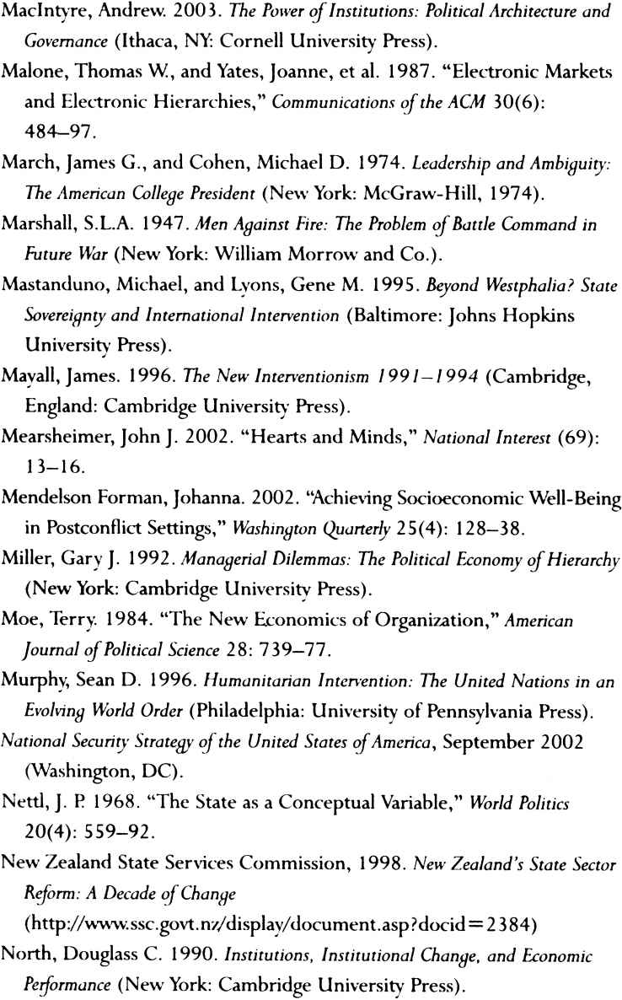 MacIntyre, Andrew. 2003. The Power of Institutions: Political Architecture and
Governance (Ithaca, NY: Cornell University Press).
Malone, Thomas W., and Yates, Joanne, et al. 1987. “Electronic Markets
and Electronic Hierarchies,” Communications of the ACM 30(6):
484–97.
March, James G., and Cohen, Michael D. 1974. Leadership and Ambiguity:
The American College President (New York: McGraw-Hill, 1974).
Marshall, S.L.A. 1947. Men Against Fire: The Problem of Battle Command in
Future War (New York: William Morrow and Co.).
Mastanduno, Michael, and Lyons, Gene M. 1995. Beyond Westphalia? State
Sovereignty and International Intervention (Baltimore: Johns Hopkins
University Press).
Mayall, James. 1996. The New Interventionism 1991–1994 (Cambridge,
England: Cambridge University Press).
Mearsheimer, John J. 2002. “Hearts and Minds,” National Interest (69):
13–16.
Mendelson Forman, Johanna. 2002. “Achieving Socioeconomic Well-Being
in Postconflict Settings,” Washington Quarterly 25(4): 128–38.
Miller, Gary J. 1992. Managerial Dilemmas: The Political Economy of Hierarchy
(New York: Cambridge University Press).
Moe, Terry. 1984. “The New Economics of Organization,” American
Journal of Political Science 28: 739–77.
Murphy, Sean D. 1996. Humanitarian Intervention: The United Nations in an
Evolving World Order (Philadelphia: University of Pennsylvania Press).
National Security Strategy of the United States of America, September 2002
(Washington, DC).
Nettl, J. P. 1968. “The State as a Conceptual Variable,” World Politics
20(4): 559–92.
New Zealand State Services Commission, 1998. New Zealand's State Sector
Reform: A Decade of Change
(http://www.ssc.govt.nz/display/document.asp?docid=2384)
North, Douglass C. 1990. Institutions, Institutional Change, and Economic
Performance (New York: Cambridge University Press).